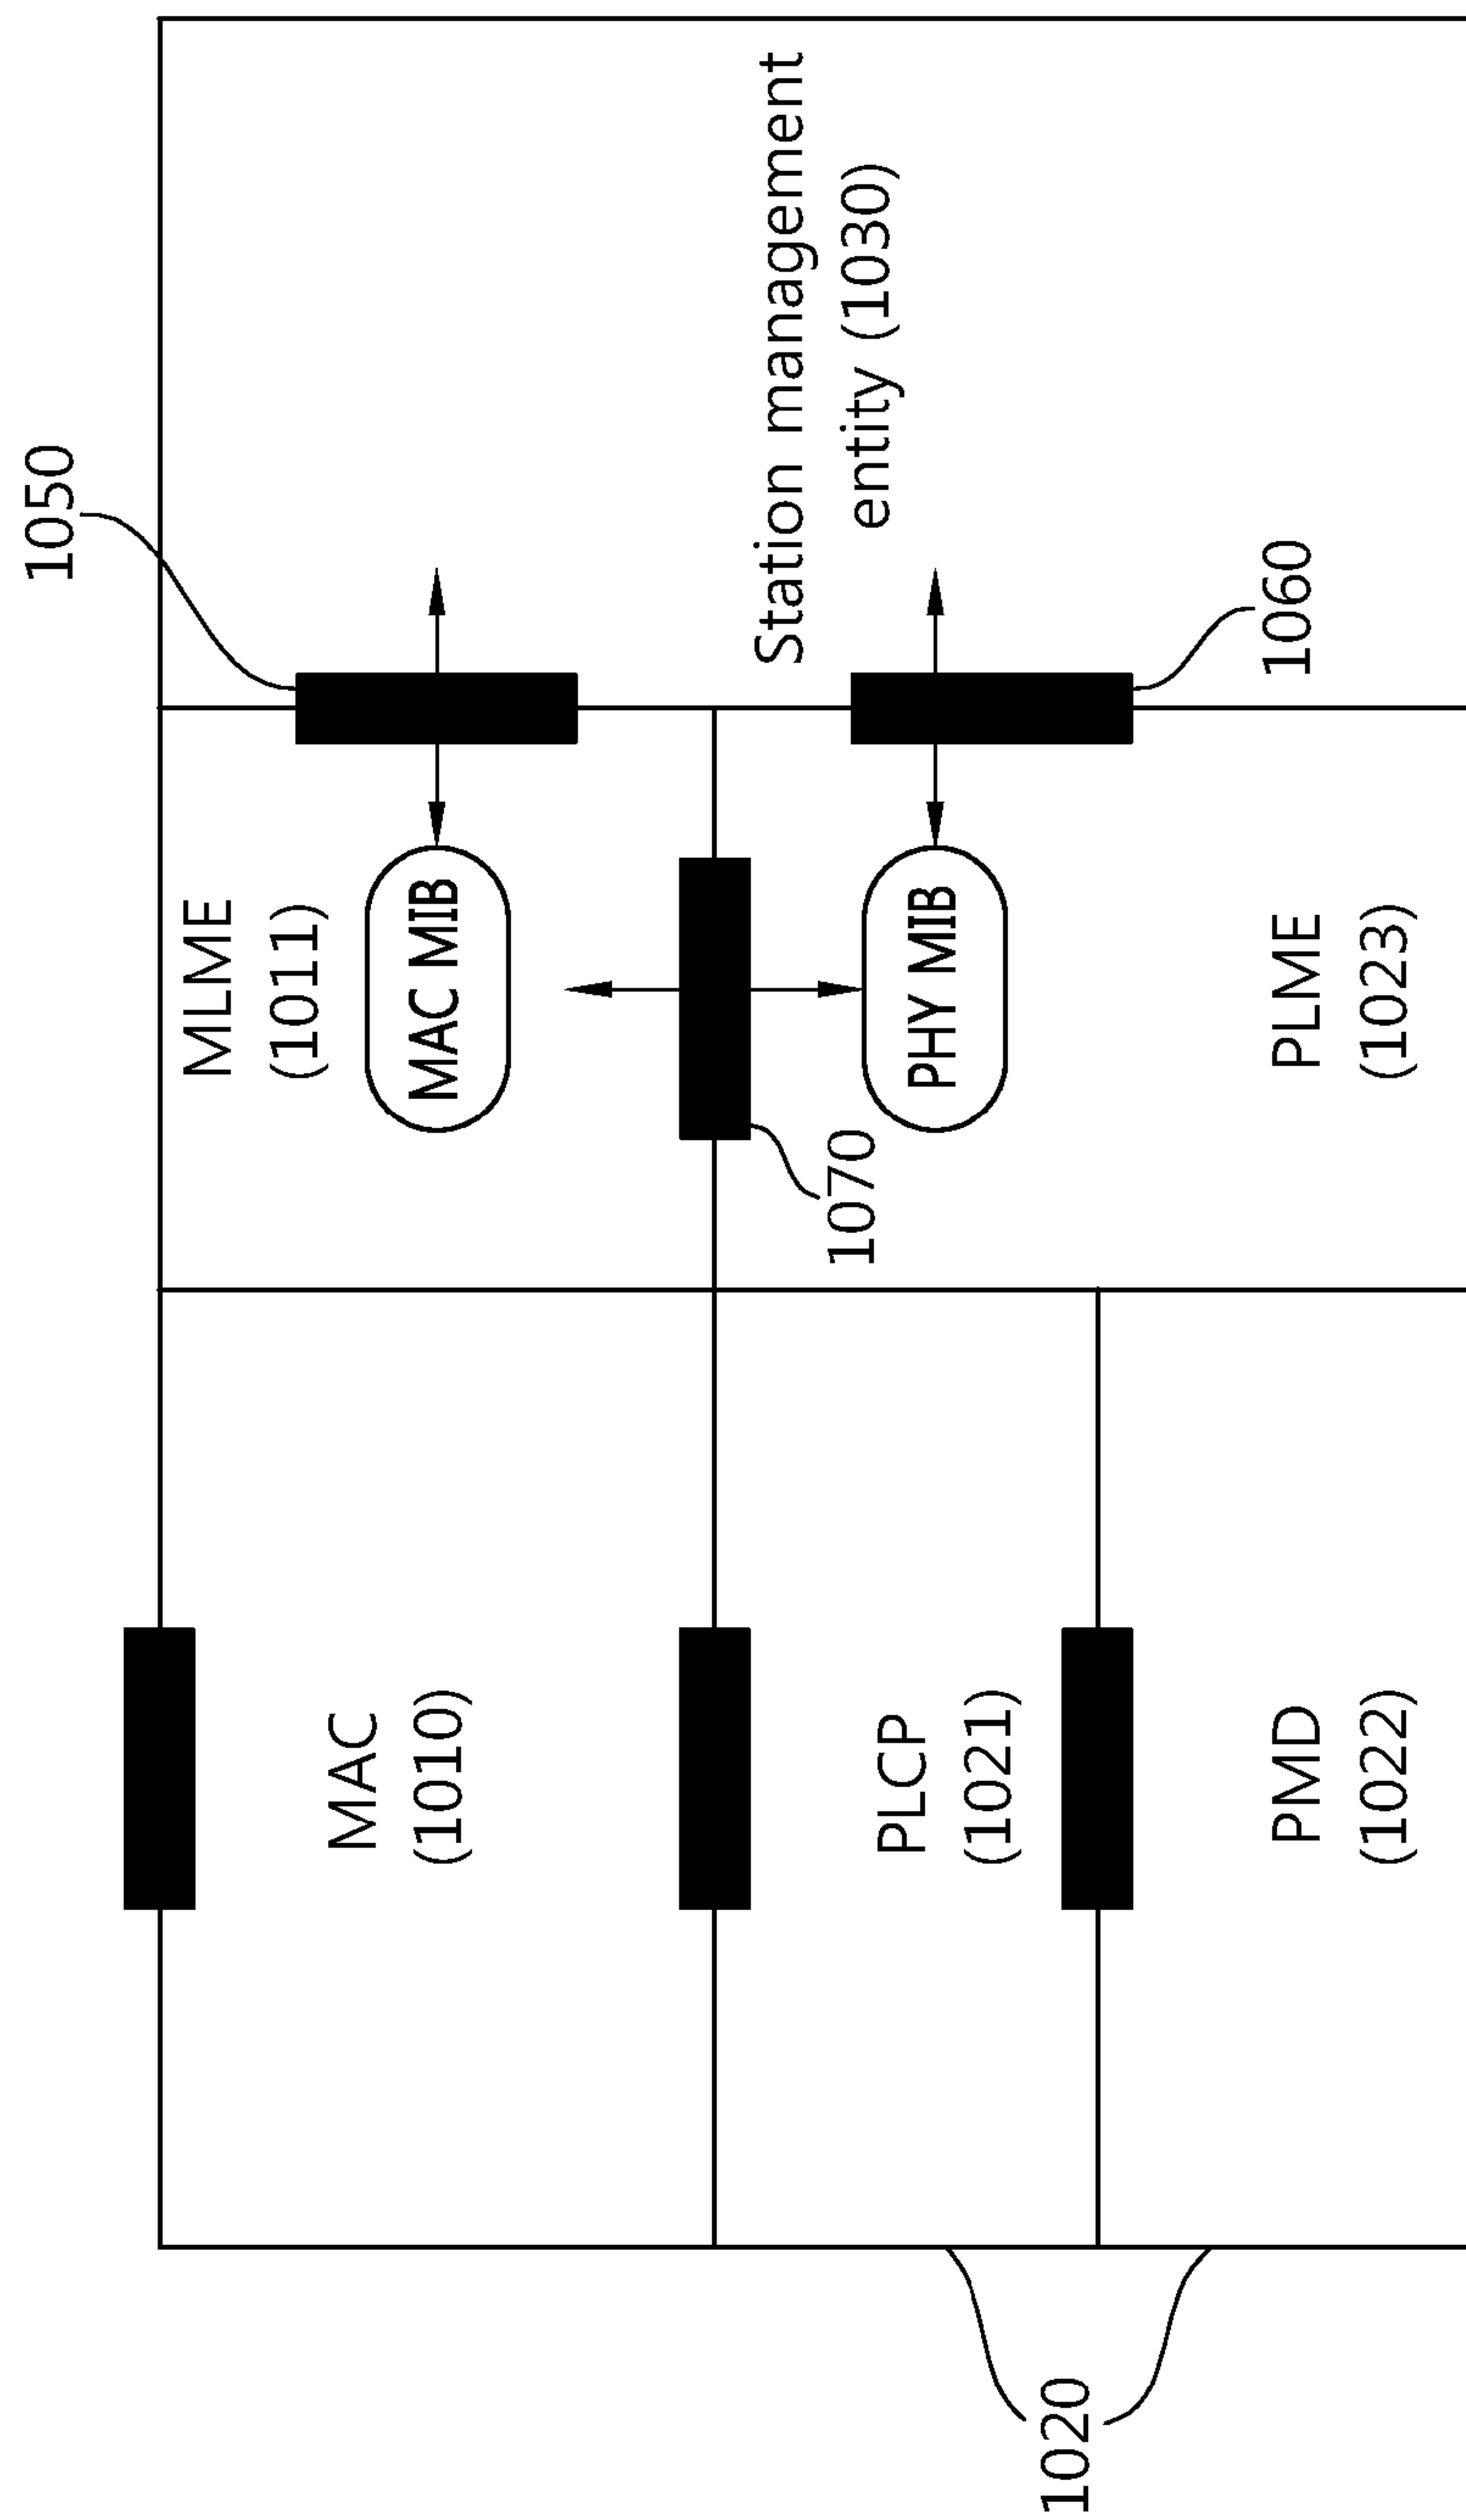 1050
MLME
(1011)
MAC
(1010)
MAC MIB
Station management
entity (1030)
1070
PHY MIB
PLCP
(1021)
1020
1060
PLME
(1023)
PMD
(1022)